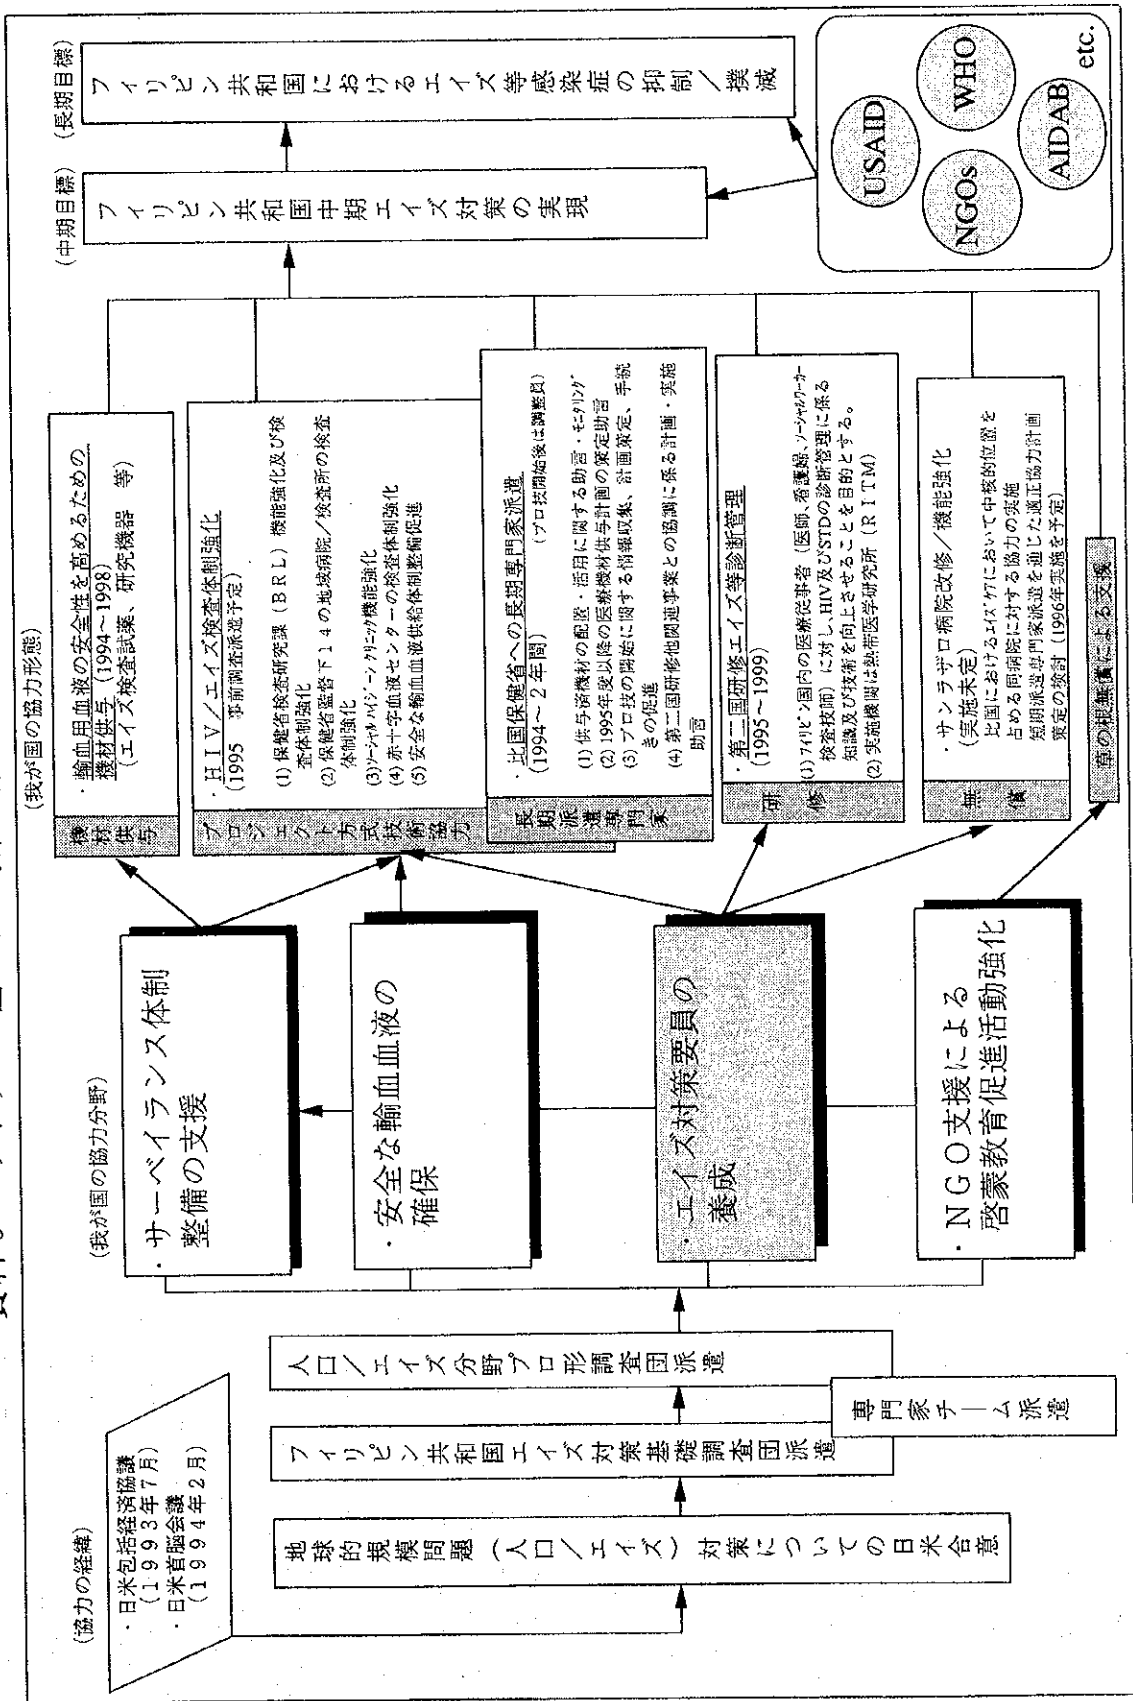 (協力の経緯)
・日米包括経済協議
(1993年7月)
・日米首脳会議
(1994年2月)
地球的規模問題(人口/エイズ)対策についての日米合意
フィリピン共和国エイズ対策基礎調査団派遣
人口/エイズ分野プロ形調査団派遣
専門家チーム派遣
(我が国の協力分野)
・サーベイランス体制
整備の支援
・安全な輸血血液の
確保
・エイズ対策要員の
養成
・NGO支援による
啓蒙教育促進活動強化
(我が国の協力形態)
機材供与
・輸血用血液の安全性を高めるための
機材供与 (1994~1998)
(エイズ検査試薬、研究機器 等)
プロジェクト方式技術協力
・HIV/エイズ検査体制強化
(1995 事前調査派遣予定)
(1) 保健省検査研究課(BRL)機能強化及び検
査体制強化
(2) 保健省監督下14の地域病院/検査所の検査
体制強化
(3)ソーシャルハイジーンクリニック機能強化
(4) 赤十字血液センターの検査体制強化
(5) 安全な輸血血液供給体制整備促進
長期派遣専門家
・比国保健省への長期専門家派遣
(1994~2年間) (プロ技開始後は調整員)
(1) 供与済機材の配置・活用に関する助言・モニタリング
(2) 1995年度以降の医療機材供与計画の策定助言
(3) プロ技の開始に関する情報収集、計画策定、手続
きの促進
(4) 第二国研修他関連事業との協調に係る計画・実施
助言
研修
・第二国研修エイズ等診断管理
(1995~1999)
(1) フィリピン国内の医療従事者(医師、看護婦、ソーシャルワーカー
検査技師)に対し、HIV及びSTDの診断管理に係る
知識及び技術を向上させることを目的とする。
(2) 実施機関は熱帯医学研究所(RITM)
無償
・サンラザロ病院改修/機能強化
(実施未定)
比国におけるエイズケアにおいて中核的位置を
占める同病院に対する協力の実施
短期派遣専門家派遣を通じた適正協力計画
策定の検討(1996実施を予定)
草の根無償による支援
(中期目標)
フィリピン共和国中期エイズ対策の実現
(長期目標)
フィリピン共和国におけるエイズ等感染症の抑制/撲滅
USAID
NGOs
WHO
AIDAB
etc.